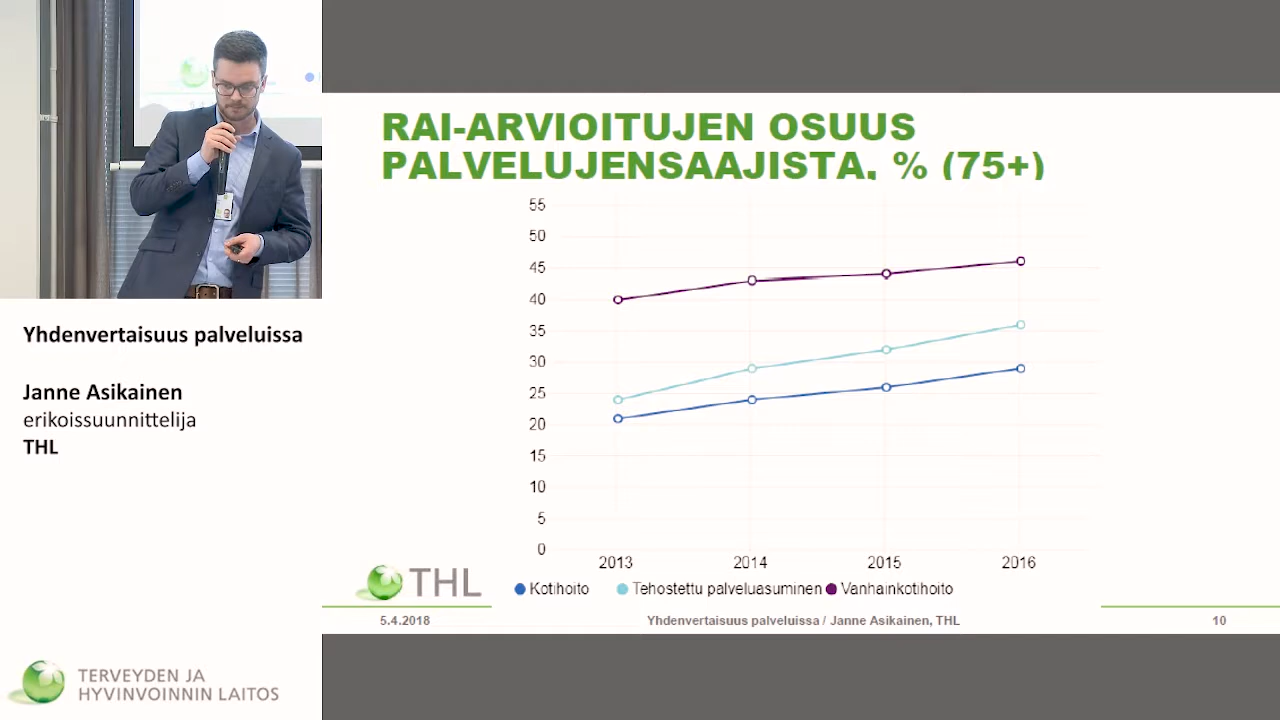 Yhdenvertaisuus palveluissa
Janne Asikainen
erikoissuunnittelija
THL
TERVEYDEN JA
HYVINVOINNIN LAITOS
RAI-ARVIOITUJEN OSUUS
PALVELUJENSAAJISTA, % (75+)
55
50
45
40
35
30
25
20
15
10
5
0
2013 2014 2015 2016
Kotihoito Tehostettu palveluasuminen Vanhainkotihoito
THL
5.4.2018 Yhdenvertaisuus palveluissa / Janne Asikainen, THL 10